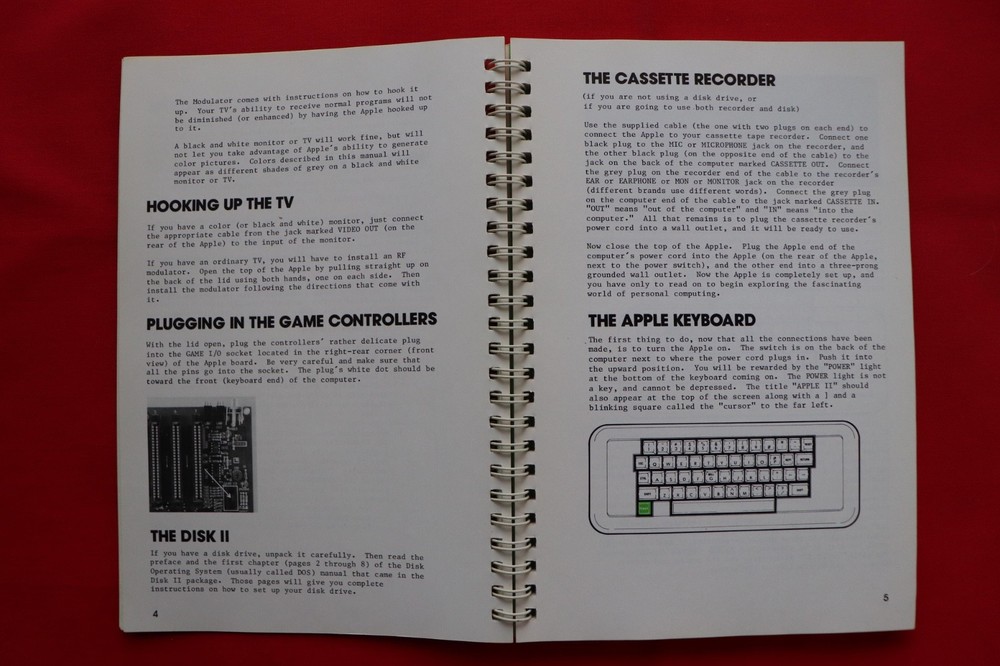 The Modulator comes with instructions on how to hook it
up. Your TV's ability to receive normal programs will not
be diminished (or enhanced) by having the Apple hooked up
to it.
A black and white monitor or TV will work fine, but will
not let you take advantage of Apple's ability to generate
color pictures. Colors described in this manual will
appear as different shades of grey on a black and white
monitor or TV.
HOOKING UP THE TV
If you have a color (or black and white) monitor, just connect
the appropriate cable from the jack marked VIDEO OUT (on the
rear of the Apple) to the input of the monitor.
If you have an ordinary TV, you will have to install an RF
modulator. Open the top of the Apple by pulling straight up on
the back of the lid using both hands, one on each side. Then
install the modulator following the directions that come with
it.
PLUGGING IN THE GAME CONTROLLERS
With the lid open, plug the controllers' rather delicate plug
into the GAME I/O socket located in the right-rear corner (front
view) of the Apple board. Be very careful and make sure that
all the pins go into the socket. The plug's white dot should be
toward the front (keyboard end) of the computer.
THE DISK II
If you have a disk drive, unpack it carefully. Then read the
preface and the first chapter (pages 2 through 8) of the Disk
Operating System (usually called DOS) manual that came in the
Disk II package. Those pages will give you complete
instructions on how to set up your disk drive.
4
THE CASSETTE RECORDER
(if you are not using a disk drive, or
if you are going to use both recorder and disk)
Use the supplied cable (the one with two plugs on each end) to
connect the Apple to your cassette tape recorder. Connect one
black plug to the MIC or MICROPHONE jack on the recorder, and
the other black plug (on the opposite end of the cable) to the
jack on the back of the computer marked CASSETTE OUT. Connect
the grey plug on the recorder end of the cable to the recorder's
EAR or EARPHONE or MON or MONITOR jack on the recorder
(different brands use different words). Connect the grey plug
on the computer end of the cable to the jack marked CASSETTE IN.
"OUT" means "out of the computer" and "IN" means "into the
computer." All that remains is to plug the cassette recorder's
power cord into a wall outlet, and it will be ready to use.
Now close the top of the Apple. Plug the Apple end of the
computer's power cord into the Apple (on the rear of the Apple,
next to the power switch), and the other end into a three-prong
grounded wall outlet. Now the Apple is completely set up, and
you have only to read on to begin exploring the fascinating
world of personal computing.
THE APPLE KEYBOARD
The first thing to do, now that all the connections have been
made, is to turn the Apple on. The switch is on the back of the
computer next to where the power cord plugs in. Push it into
the upward position. You will be rewarded by the "POWER" light
at the bottom of the keyboard coming on. The POWER light is not
a key, and cannot be depressed. The title "APPLE II" should
also appear at the top of the screen along with a ] and a
blinking square called the "cursor" to the far left.
5